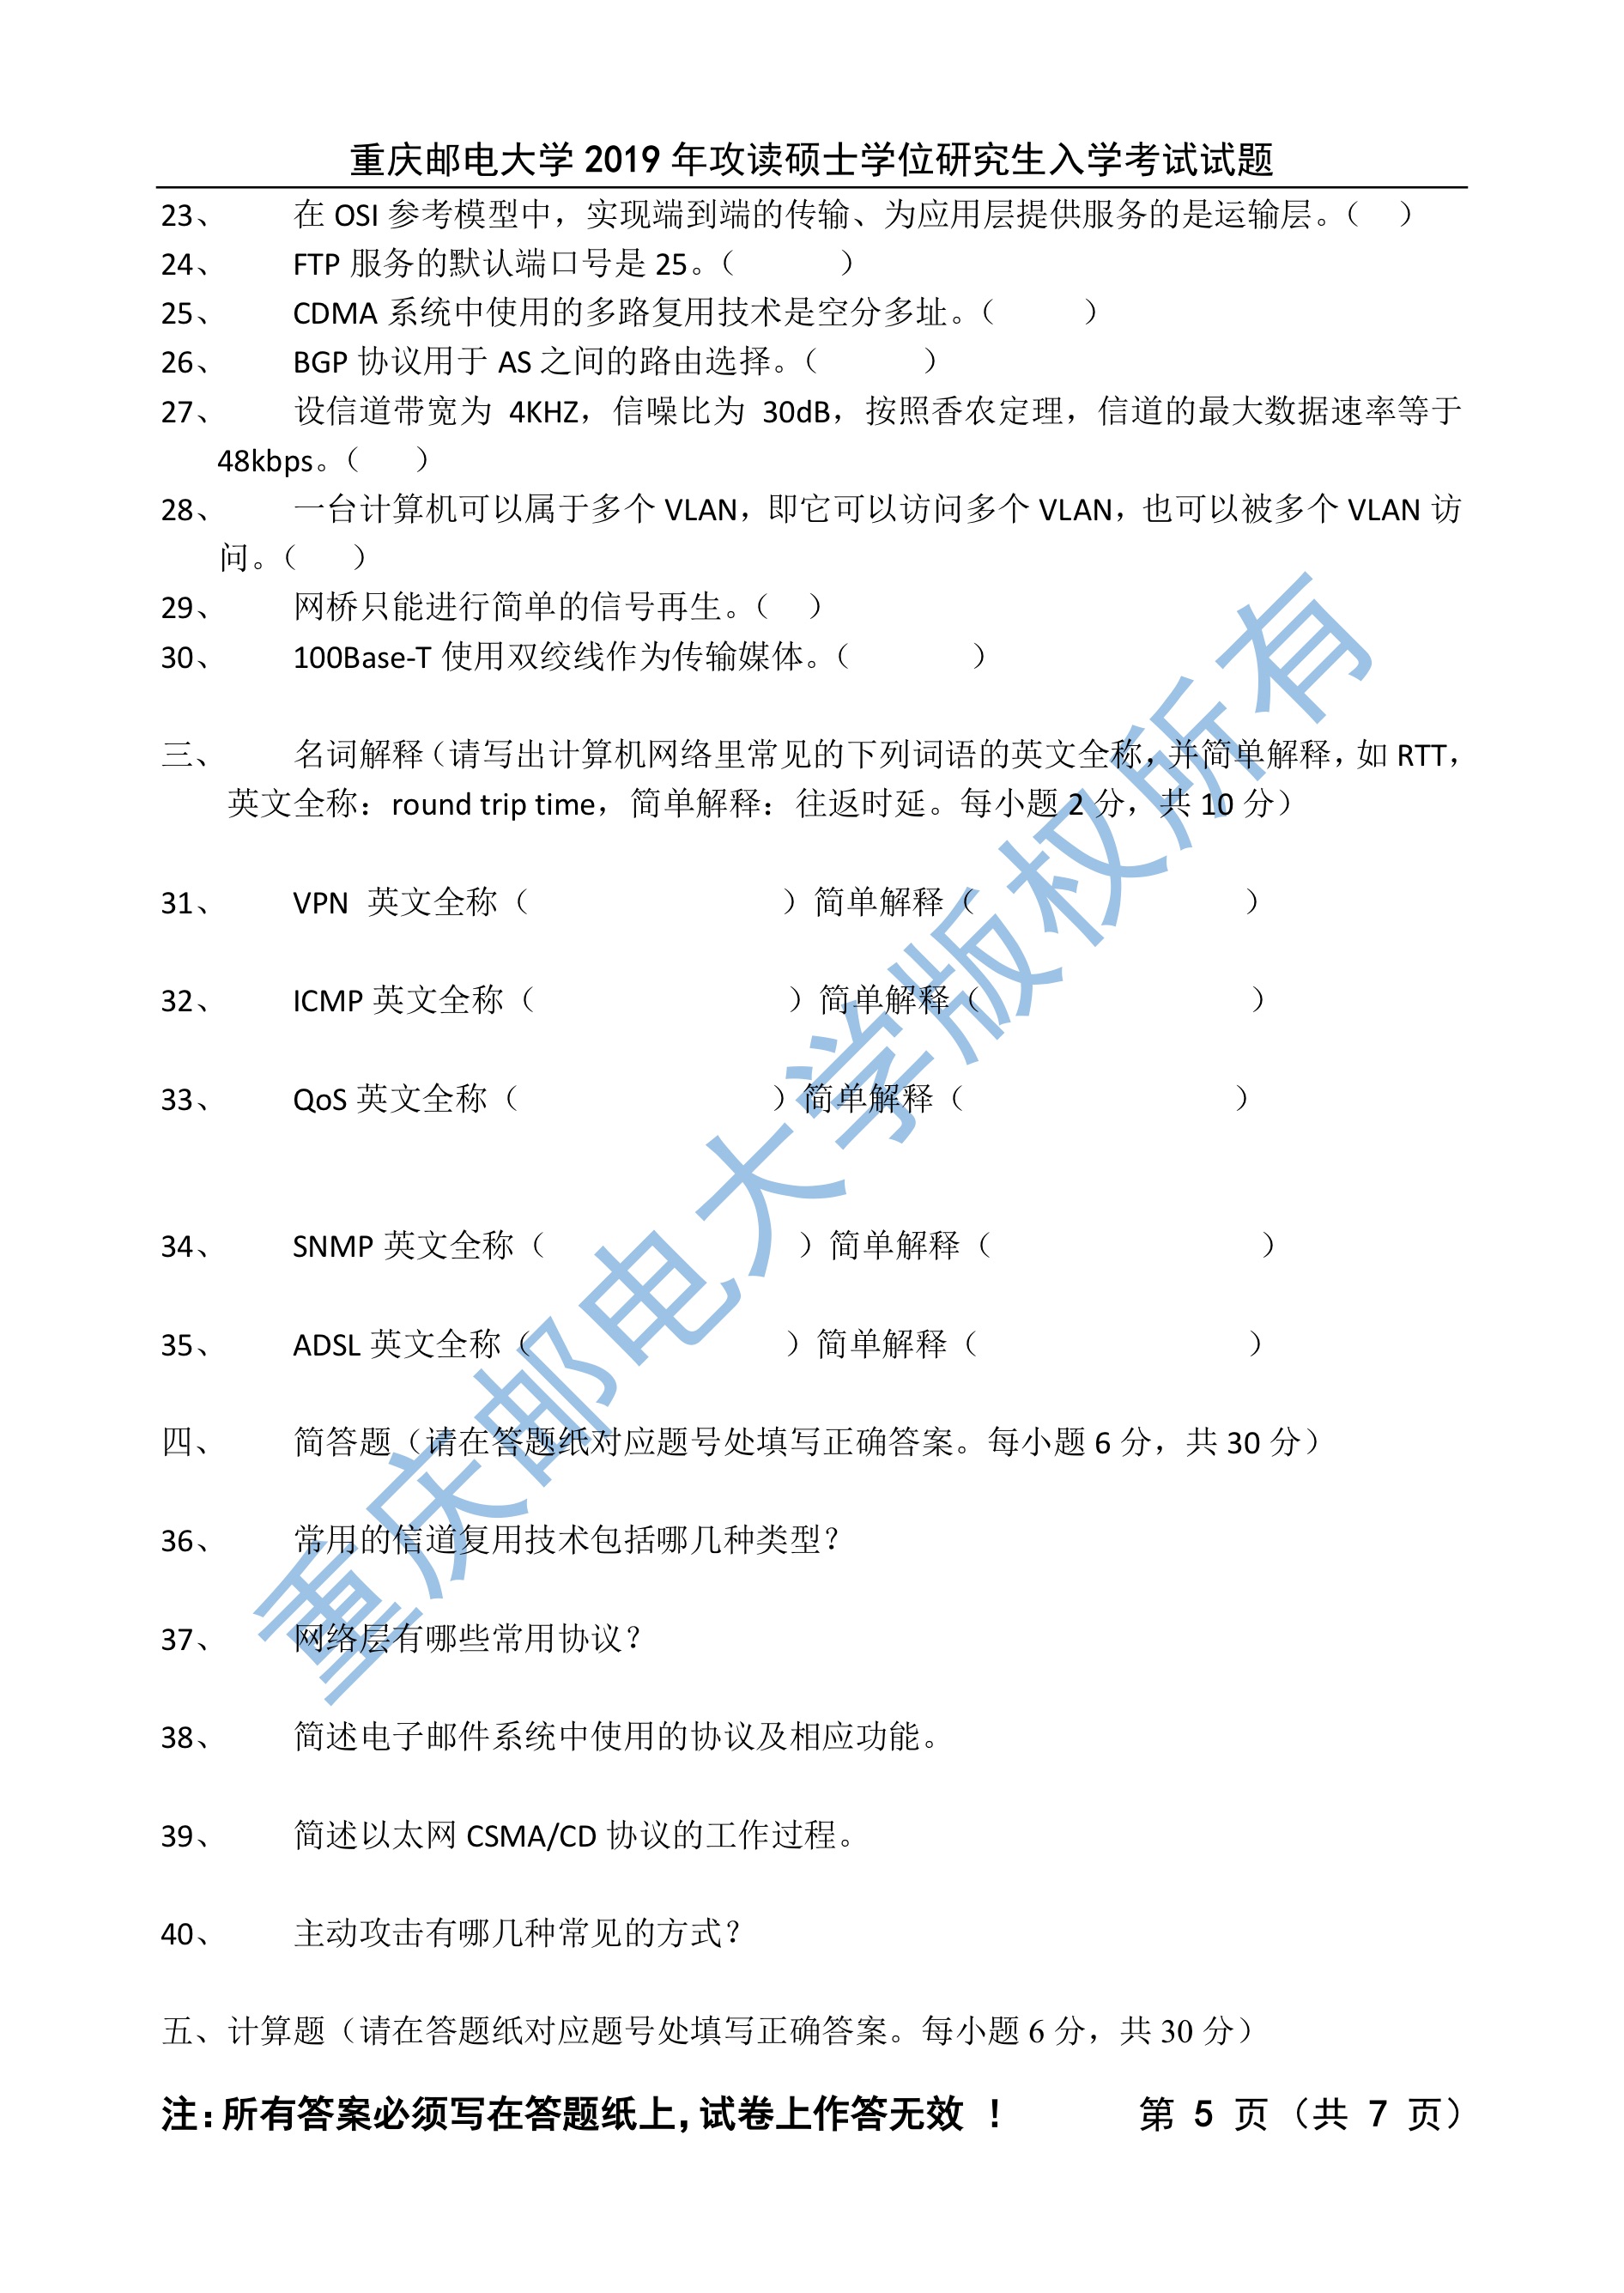 重庆邮电大学 2019 年攻读硕士学位研究生入学考试试题
23、 在 OSI 参考模型中，实现端到端的传输、为应用层提供服务的是运输层。（ ）
24、 FTP 服务的默认端口号是 25。（ ）
25、 CDMA 系统中使用的多路复用技术是空分多址。（ ）
26、 BGP 协议用于 AS 之间的路由选择。（ ）
27、 设信道带宽为 4KHZ，信噪比为 30dB，按照香农定理，信道的最大数据速率等于
48kbps。（ ）
28、 一台计算机可以属于多个 VLAN，即它可以访问多个 VLAN，也可以被多个 VLAN 访
问。（ ）
29、 网桥只能进行简单的信号再生。（ ）
30、 100Base-T 使用双绞线作为传输媒体。（ ）
三、 名词解释（请写出计算机网络里常见的下列词语的英文全称，并简单解释，如 RTT，
英文全称：round trip time，简单解释：往返时延。每小题 2 分，共 10 分）
31、 VPN 英文全称（ ）简单解释（ ）
32、 ICMP 英文全称（ ）简单解释（ ）
33、 QoS 英文全称（ ）简单解释（ ）
34、 SNMP 英文全称（ ）简单解释（ ）
35、 ADSL 英文全称（ ）简单解释（ ）
四、 简答题（请在答题纸对应题号处填写正确答案。每小题 6 分，共 30 分）
36、 常用的信道复用技术包括哪几种类型？
37、 网络层有哪些常用协议？
38、 简述电子邮件系统中使用的协议及相应功能。
39、 简述以太网 CSMA/CD 协议的工作过程。
40、 主动攻击有哪几种常见的方式？
五、计算题（请在答题纸对应题号处填写正确答案。每小题 6 分，共 30 分）
注：所有答案必须写在答题纸上，试卷上作答无效 ！ 第 5 页（共 7 页）
重庆邮电大学版权所有